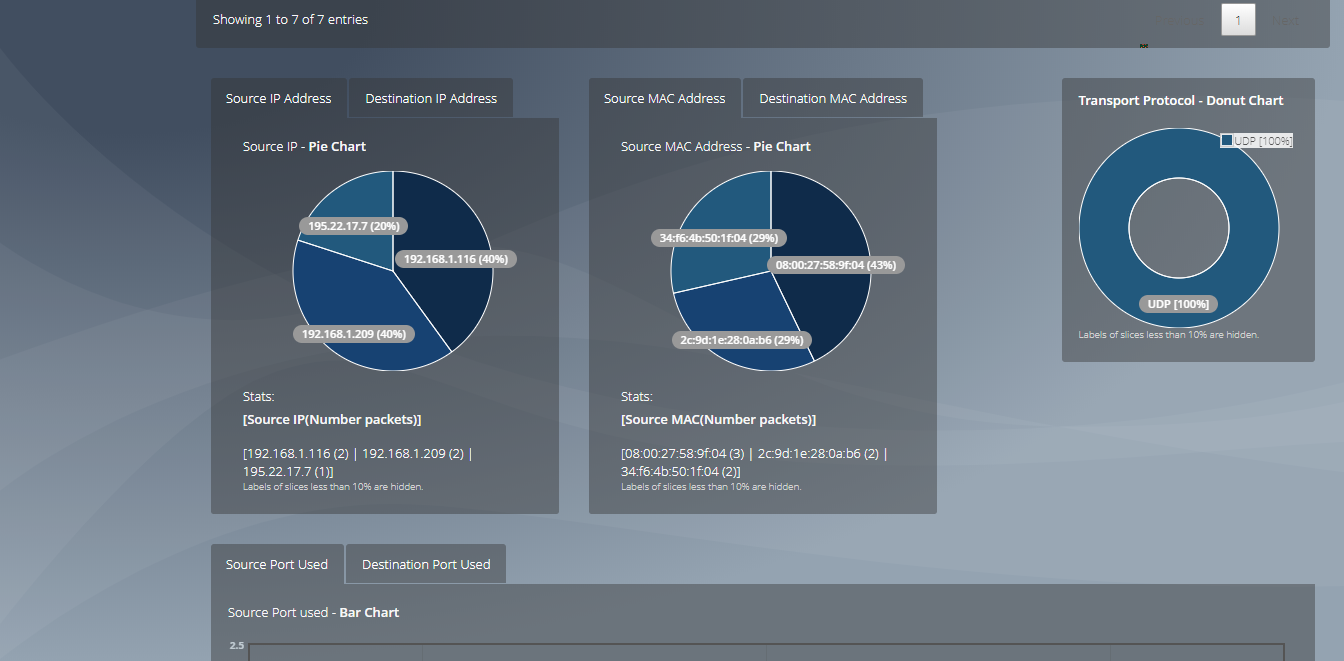 Showing 1 to 7 of 7 entries
1
Next
Source IP Address
Destination IP Address
Source IP - Pie Chart
195.22.17.7 (20%)
192.168.1.116 (40%)
192.168.1.209 (40%)
Stats:
[Source IP(Number packets)]
[192.168.1.116 (2) | 192.168.1.209 (2) |
195.22.17.7 (1)]
Labels of slices less than 10% are hidden.
Source MAC Address
Destination MAC Address
Source MAC Address - Pie Chart
34:f6:4b:50:1f:04 (29%)
08:00:27:58:9f:04 (43%)
2c:9d:1e:28:0a:b6 (29%)
Stats:
[Source MAC(Number packets)]
[08:00:27:58:9f:04 (3) | 2c:9d:1e:28:0a:b6 (2) |
34:f6:4b:50:1f:04 (2)]
Labels of slices less than 10% are hidden.
Transport Protocol - Donut Chart
UDP [100%]
UDP [100%]
Labels of slices less than 10% are hidden.
Source Port Used
Destination Port Used
Source Port used - Bar Chart
2.5